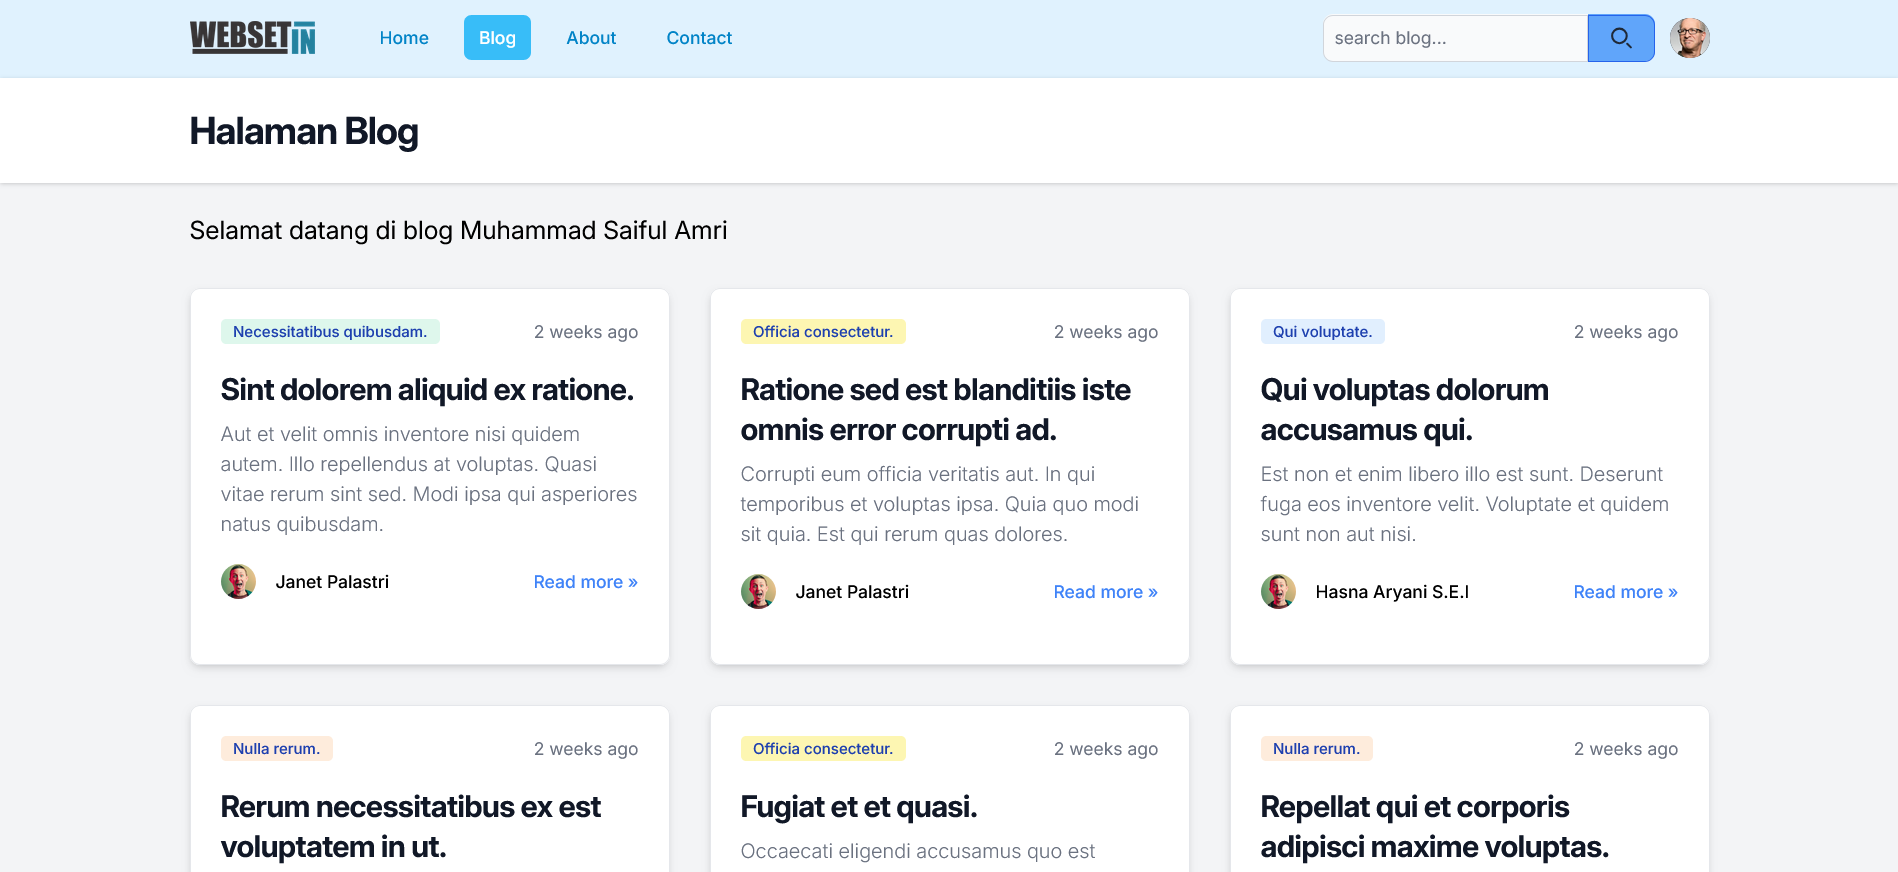 WEBSETIN
Home
Blog
About
Contact
search blog...
Halaman Blog
Selamat datang di blog Muhammad Saiful Amri
Necessitatibus quibusdam.
2 weeks ago
Sint dolorem aliquid ex ratione.
Aut et velit omnis inventore nisi quidem
autem. Illo repellendus at voluptas. Quasi
vitae rerum sint sed. Modi ipsa qui asperiores
natus quibusdam.
Janet Palastri
Read more »
Officia consectetur.
2 weeks ago
Ratione sed est blanditiis iste
omnis error corrupti ad.
Corrupti eum officia veritatis aut. In qui
temporibus et voluptas ipsa. Quia quo modi
sit quia. Est qui rerum quas dolores.
Janet Palastri
Read more »
Qui voluptate.
2 weeks ago
Qui voluptas dolorum
accusamus qui.
Est non et enim libero illo est sunt. Deserunt
fuga eos inventore velit. Voluptate et quidem
sunt non aut nisi.
Hasna Aryani S.E.I
Read more »
Nulla rerum.
2 weeks ago
Rerum necessitatibus ex est
voluptatem in ut.
Officia consectetur.
2 weeks ago
Fugiat et et quasi.
Occaecati eligendi accusamus quo est
Nulla rerum.
2 weeks ago
Repellat qui et corporis
adipisci maxime voluptas.